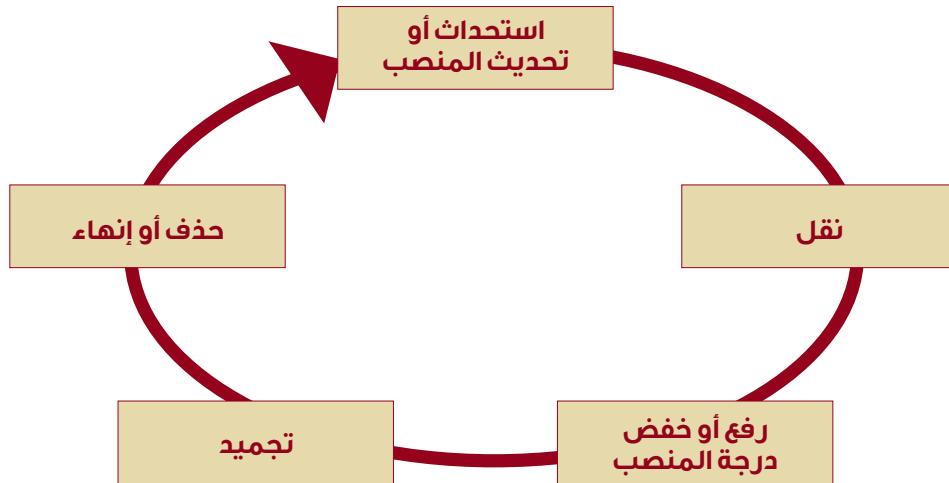 استحداث أو
تحديث المنصب
نقل
رفع أو خفض
درجة المنصب
تجميد
حذف أو إنهاء